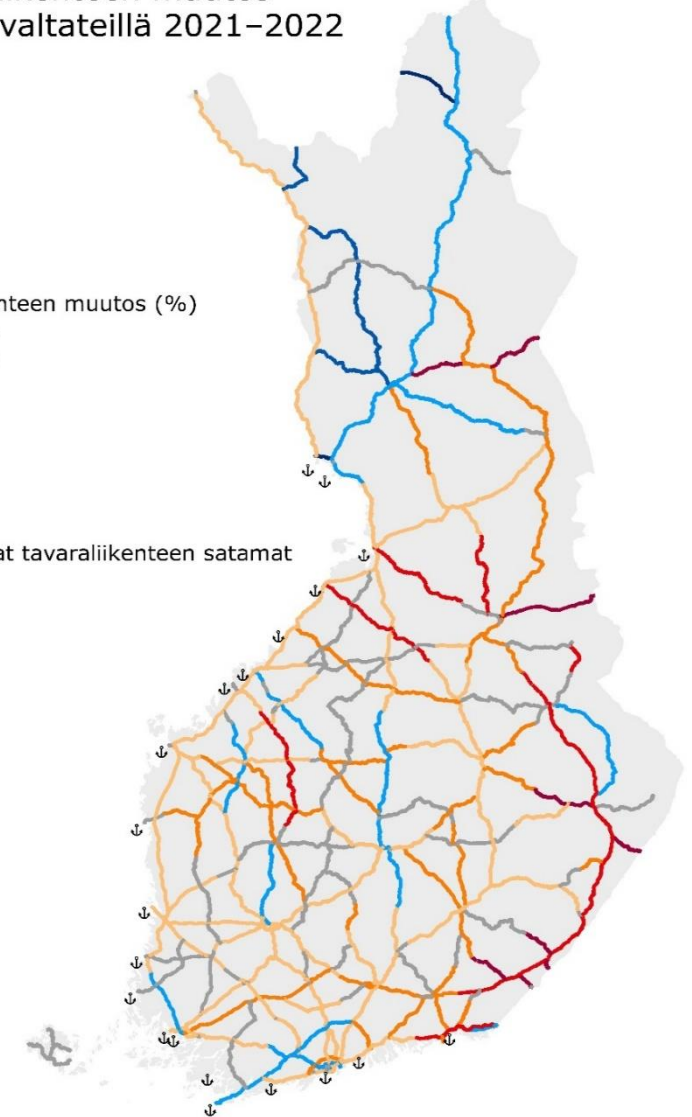 valtateillä 2021–2022
nteen muutos (%)
at tavaraliikenteen satamat